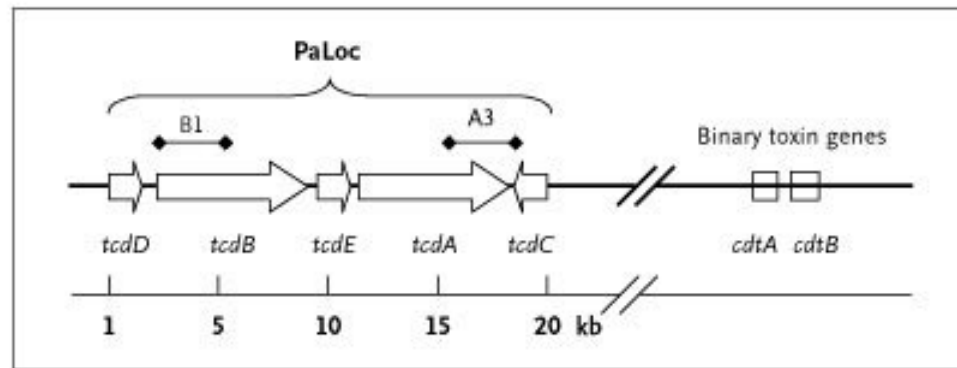 PaLoc
B1 A3
Binary toxin genes
tcdD tcdB tcdE tcdA tcdC cdtA cdtB
1 5 10 15 20 kb